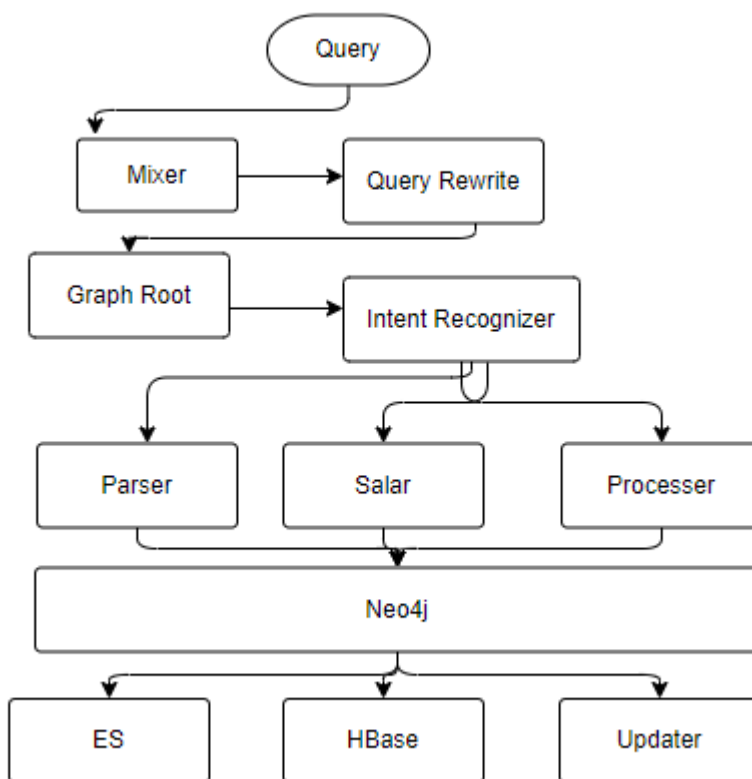 Query
Mixer
Query Rewrite
Graph Root
Intent Recognizer
Parser
Salar
Processer
Neo4j
ES
HBase
Updater